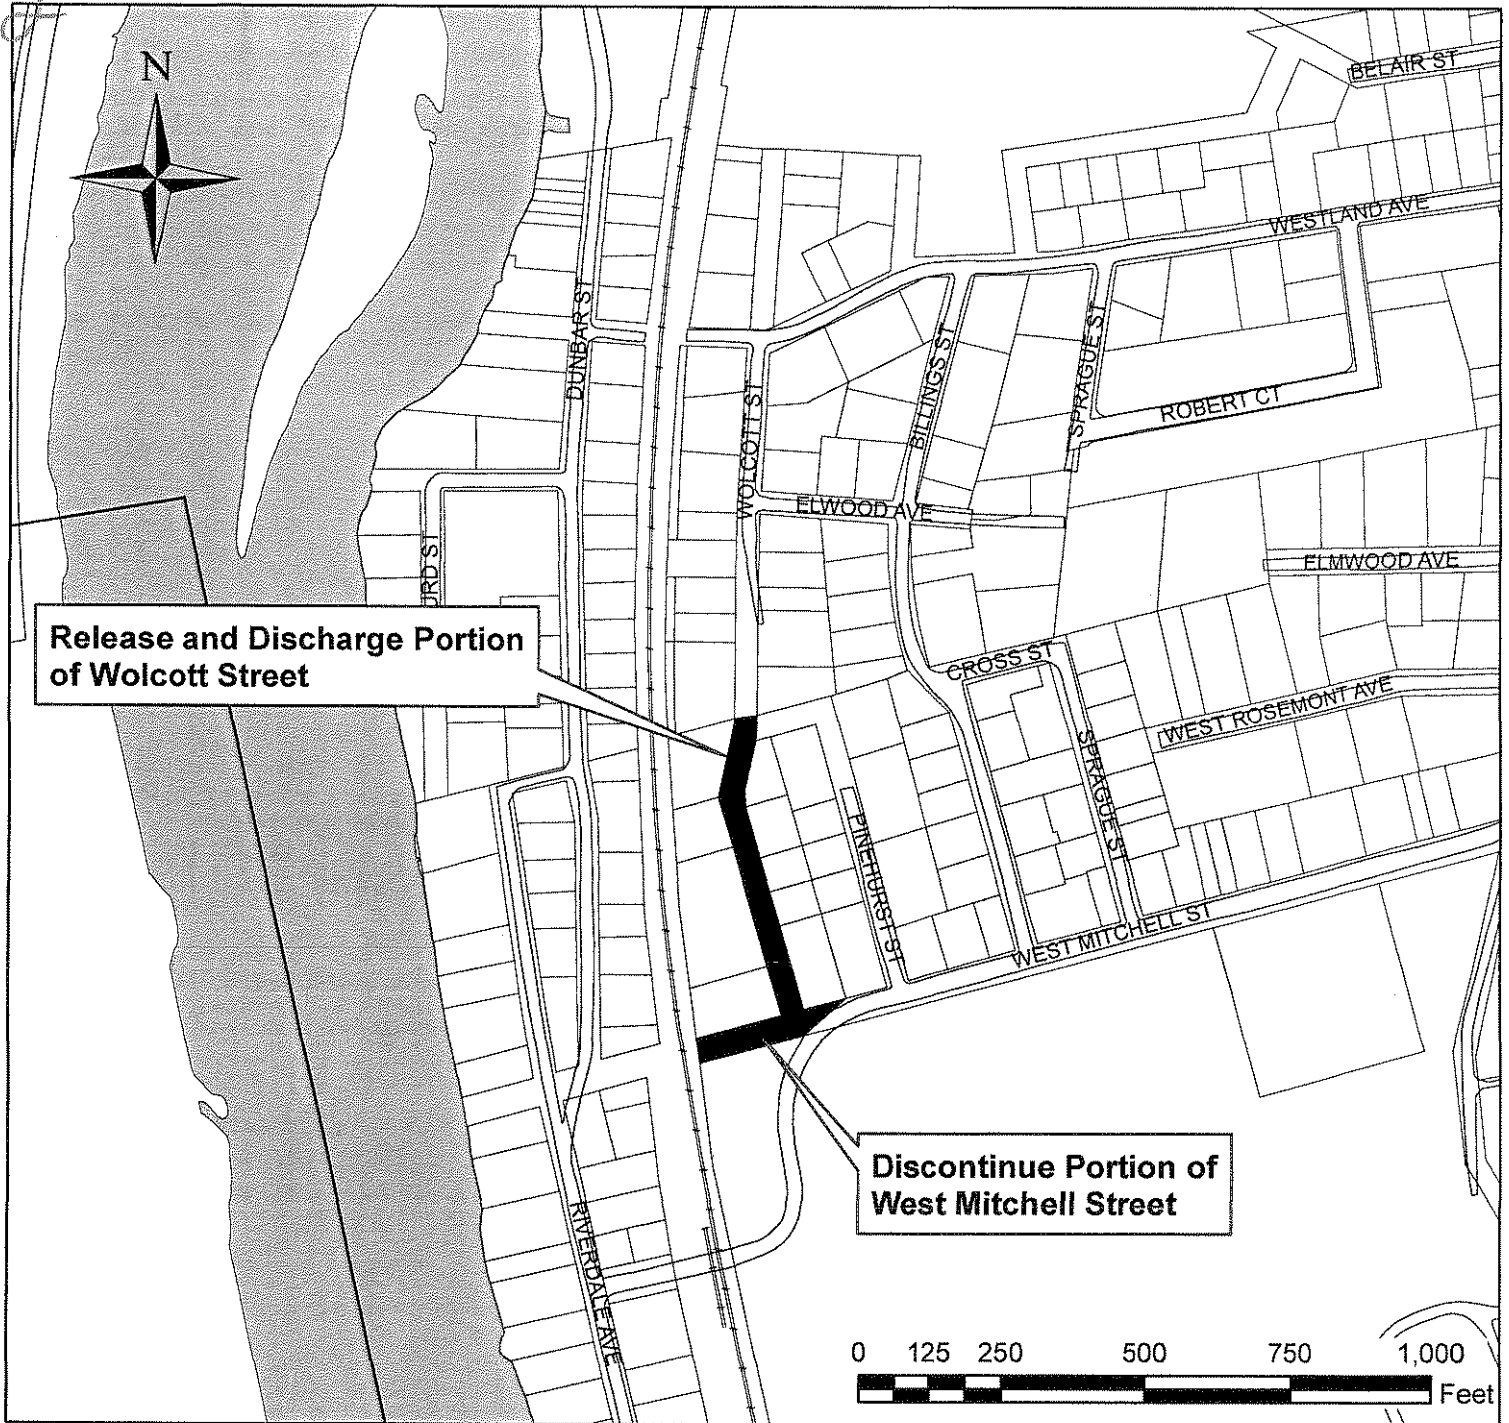 N
BELAIR ST
WESTLAND AVE
DUNBAR ST
BILLINGS ST
SPRAGUE ST
WOLCOTT ST
ROBERT CT
ELWOOD AVE
ELMWOOD AVE
URD ST
Release and Discharge Portion
of Wolcott Street
CROSS ST
WEST ROSEMONT AVE
SPRAGUE ST
PINEHURST ST
WEST MITCHELL ST
Discontinue Portion of
West Mitchell Street
RIVERDALE AVE
0 125 250 500 750 1,000
Feet